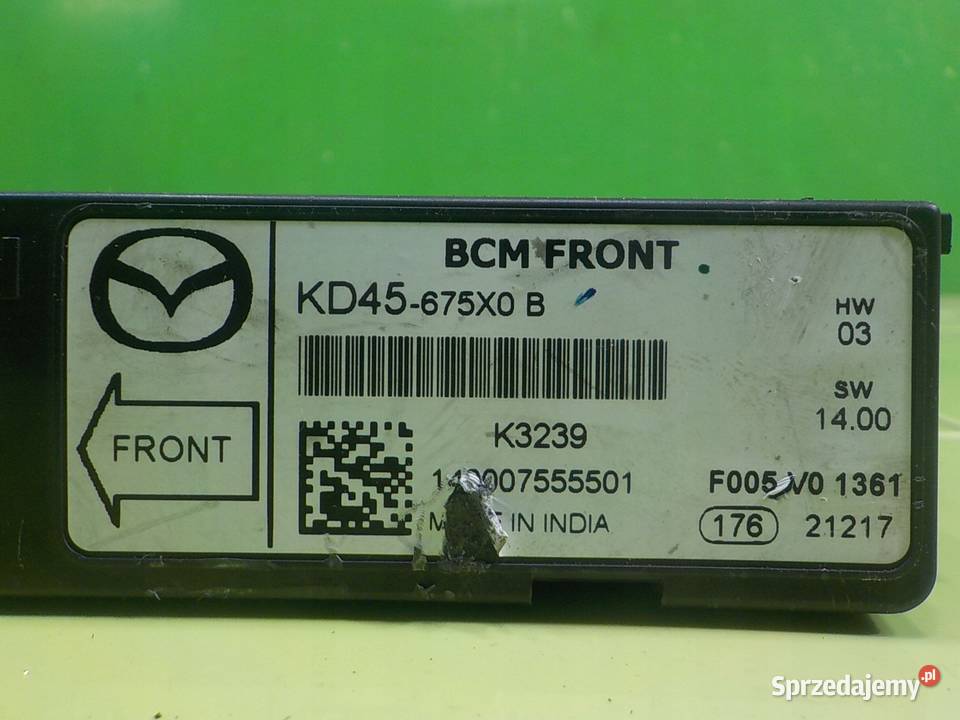 BCM FRONT
KD45-675X0 B
HW
03
SW
14.00
FRONT
K3239
F005 V0 1361
IN INDIA
176
21217
Sprzedajemy.pl